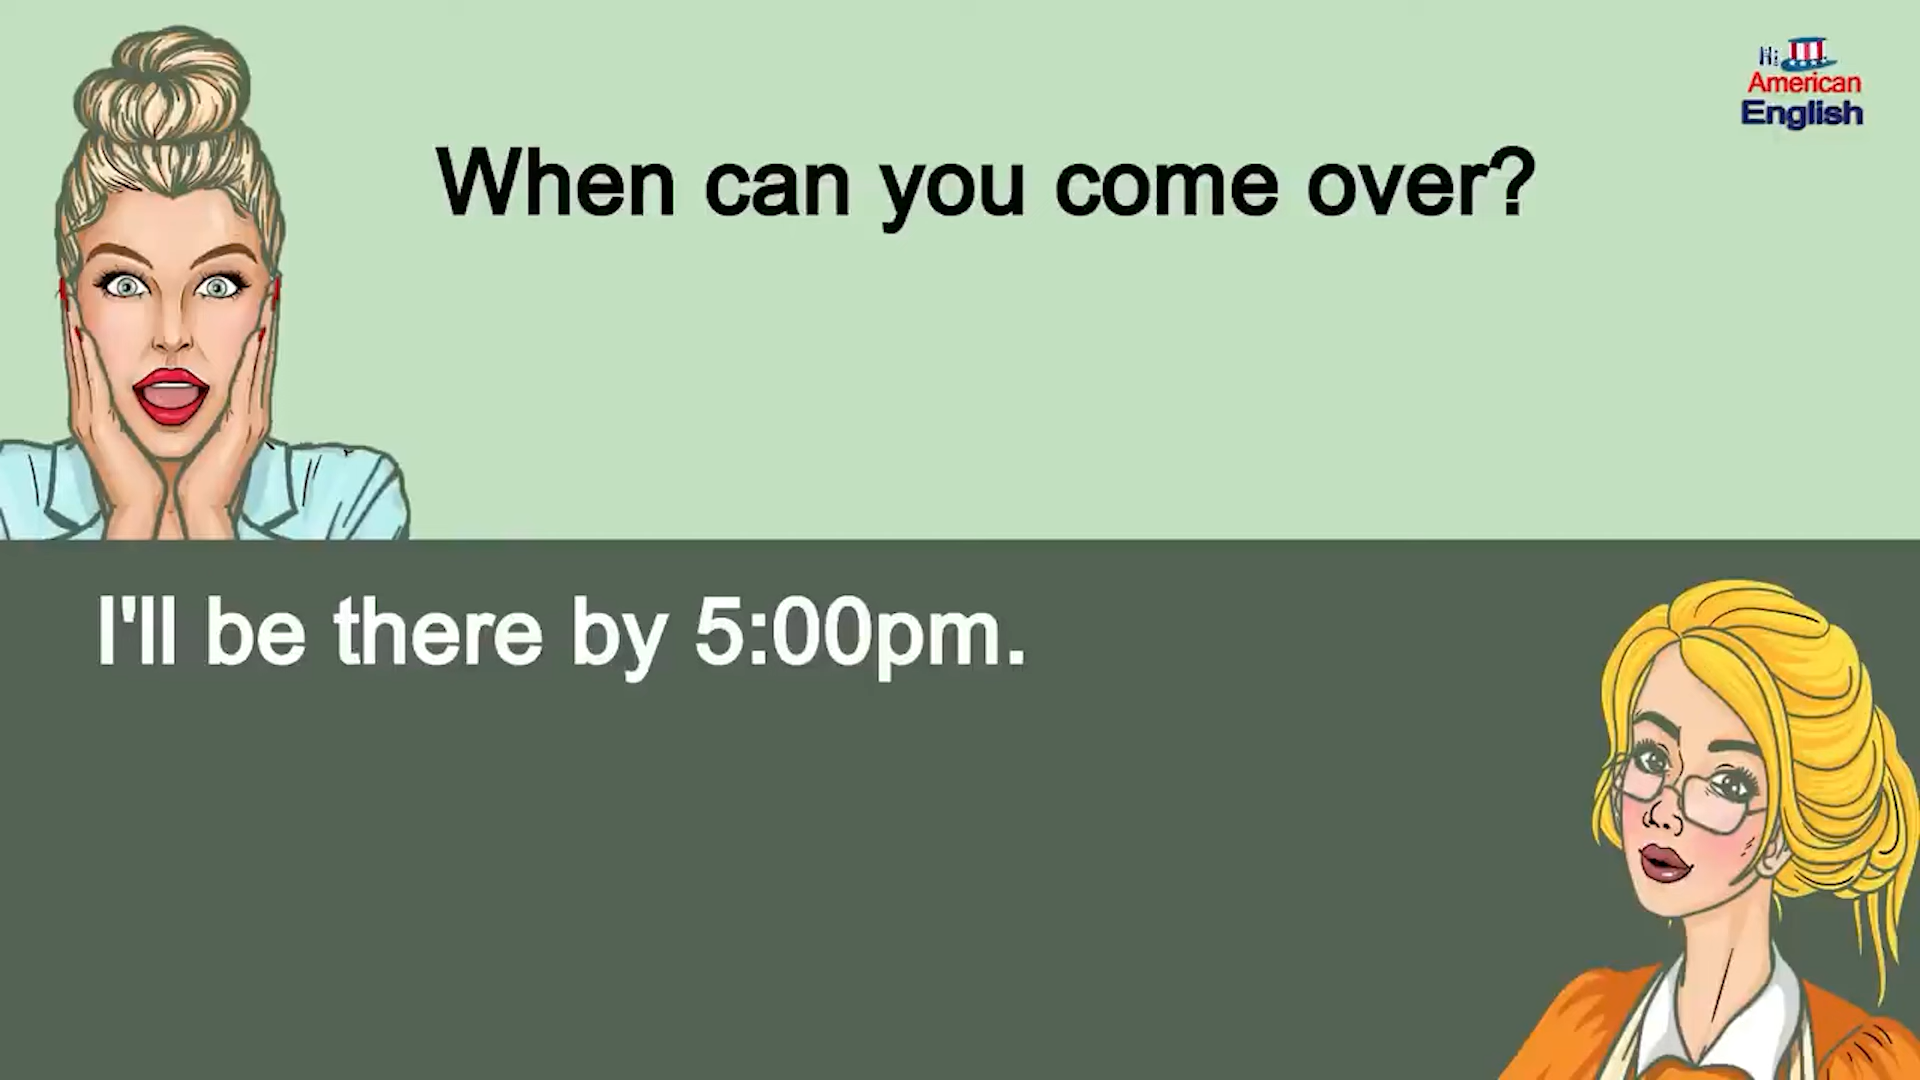 Hi
American
English
When can you come over?
I'll be there by 5:00pm.